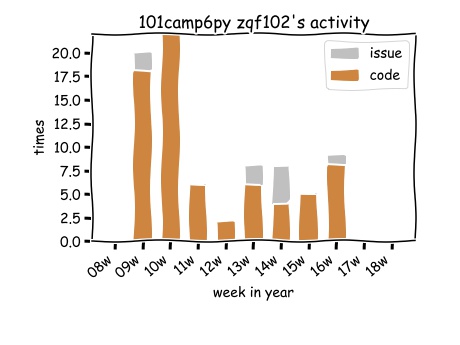 101camp6py zqf102's activity
issue
code
20.0
17.5
15.0
12.5
10.0
7.5
5.0
2.5
0.0
times
08w 09w 10w 11w 12w 13w 14w 15w 16w 17w 18w
week in year